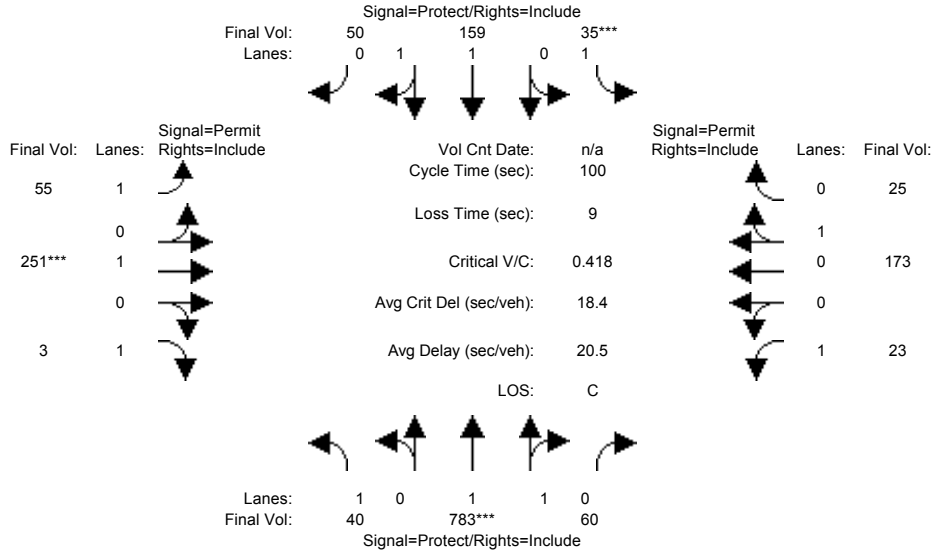 Signal=Protect/Rights=Include
Final Vol: 50 159 35***
Lanes: 0 1 1 0 1
Signal=Permit
Final Vol: Lanes: Rights=Include
Vol Cnt Date: n/a
Signal=Permit
Rights=Include Lanes: Final Vol:
Cycle Time (sec): 100
55 1
0 25
Loss Time (sec): 9
0
1
251*** 1
Critical V/C: 0.418
0 173
0
Avg Crit Del (sec/veh): 18.4
0
3 1
Avg Delay (sec/veh): 20.5
1 23
LOS: C
Lanes: 1 0 1 1 0
Final Vol: 40 783*** 60
Signal=Protect/Rights=Include